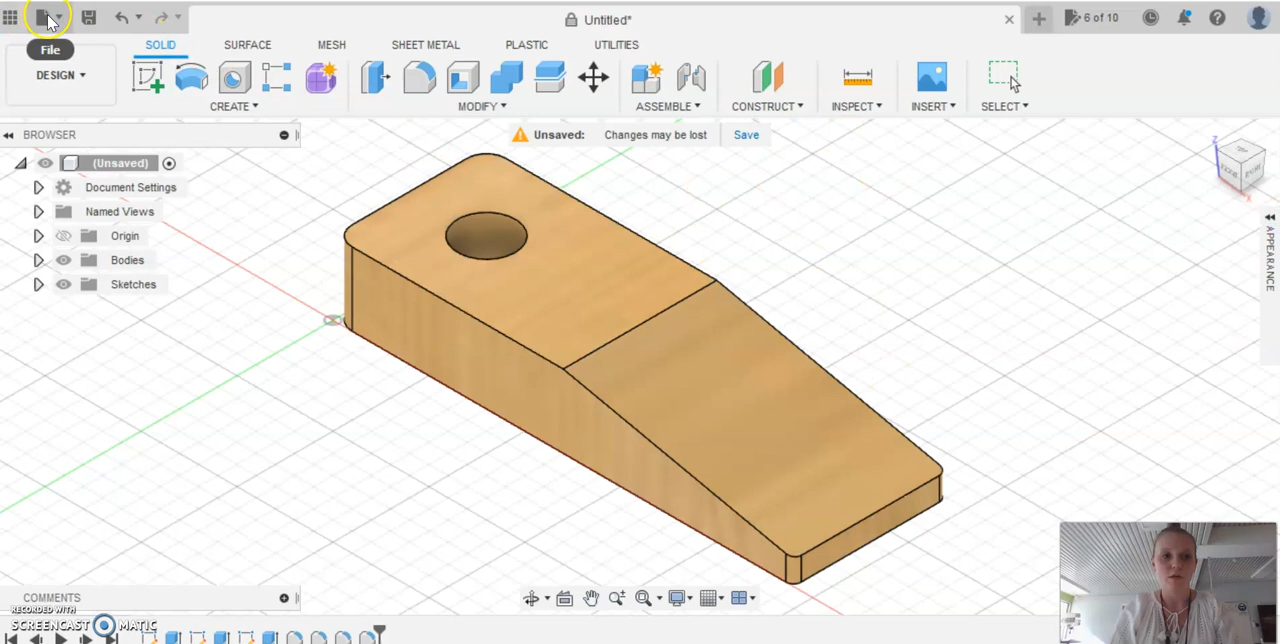 Untitled*
6 of 10
File
SOLID SURFACE MESH SHEET METAL PLASTIC UTILITIES
DESIGN
CREATE MODIFY ASSEMBLE CONSTRUCT INSPECT INSERT SELECT
BROWSER
Unsaved: Changes may be lost Save
(Unsaved)
Document Settings
Named Views
Origin
Bodies
Sketches
Z
X
APPEARANCE
COMMENTS
RECORDED WITH
SCREENCAST MATIC